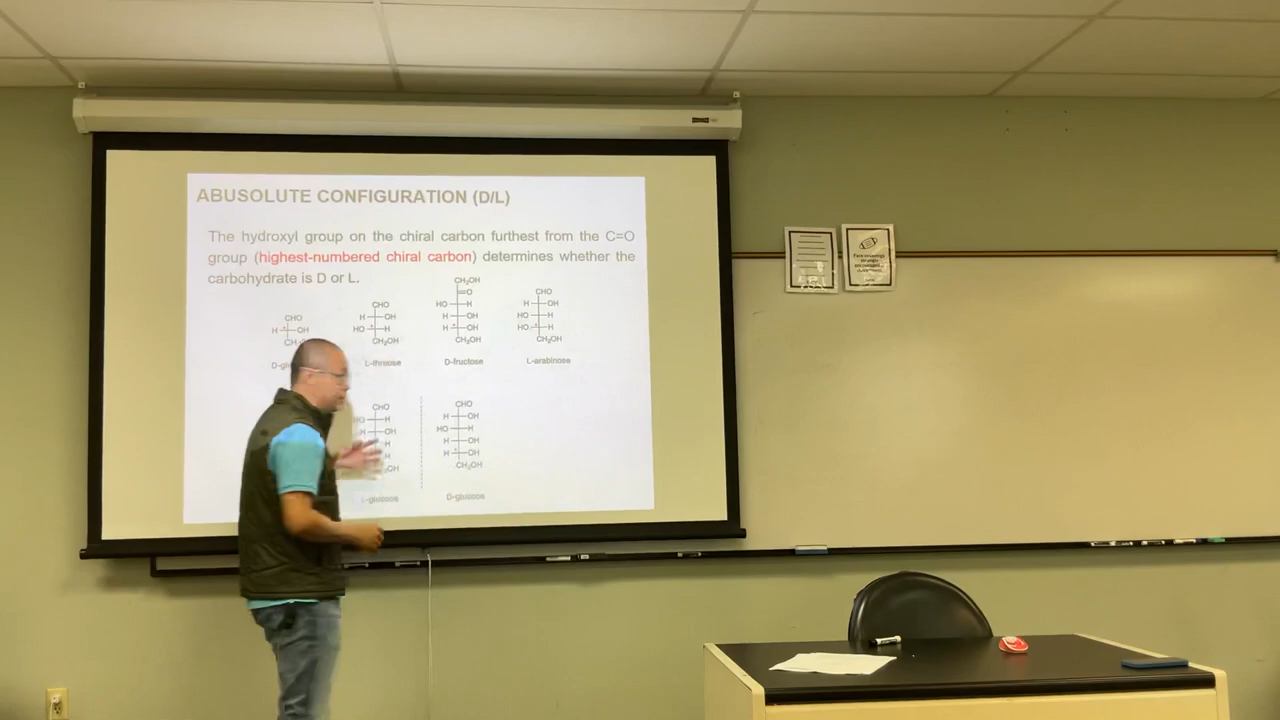 ABUSOLUTE CONFIGURATION (D/L)
The hydroxyl group on the chiral carbon furthest from the C=O
group (highest-numbered chiral carbon) determines whether the
carbohydrate is D or L.
CHO
H OH
CHO
H OH
HO H
CH₂OH
L-threose
CH₂OH
O
HO H
H OH
H OH
CH₂OH
D-fructose
CHO
H OH
HO H
HO H
CH₂OH
L-arabinose
CHO
HO H
H OH
H
H
OH
L-glucose
CHO
H OH
HO H
H OH
H OH
CH₂OH
D-glucose